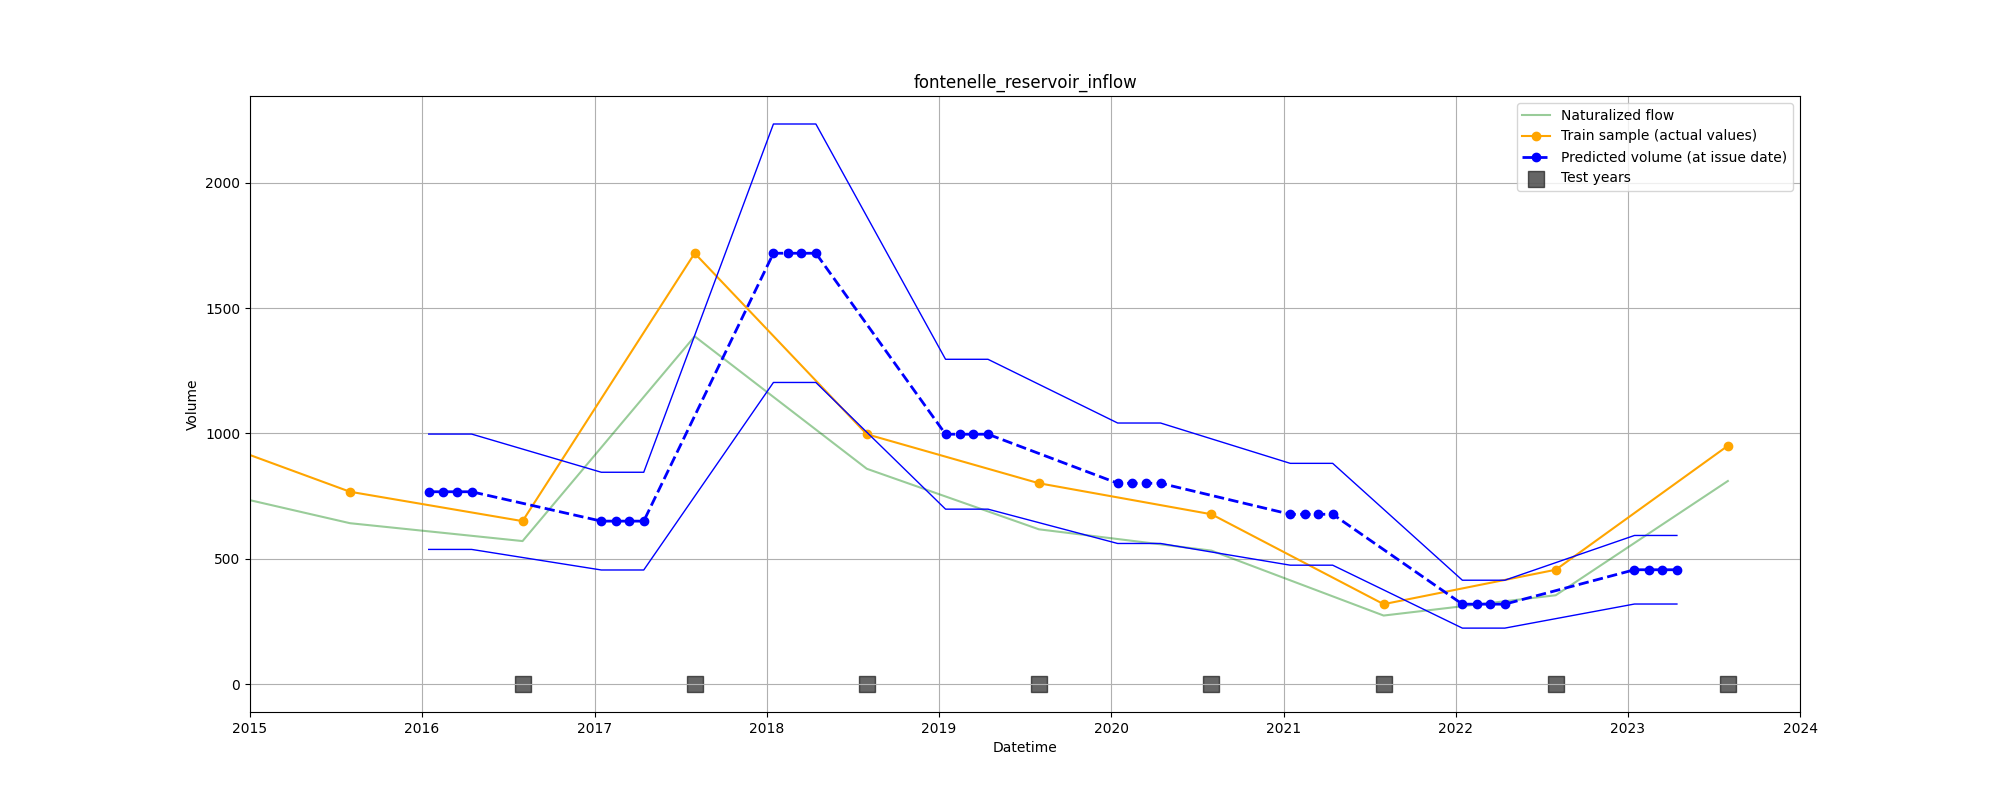 fontenelle_reservoir_inflow
Naturalized flow
Train sample (actual values)
Predicted volume (at issue date)
Test years
2000
1500
1000
500
0
Volume
2015 2016 2017 2018 2019 2020 2021 2022 2023 2024
Datetime